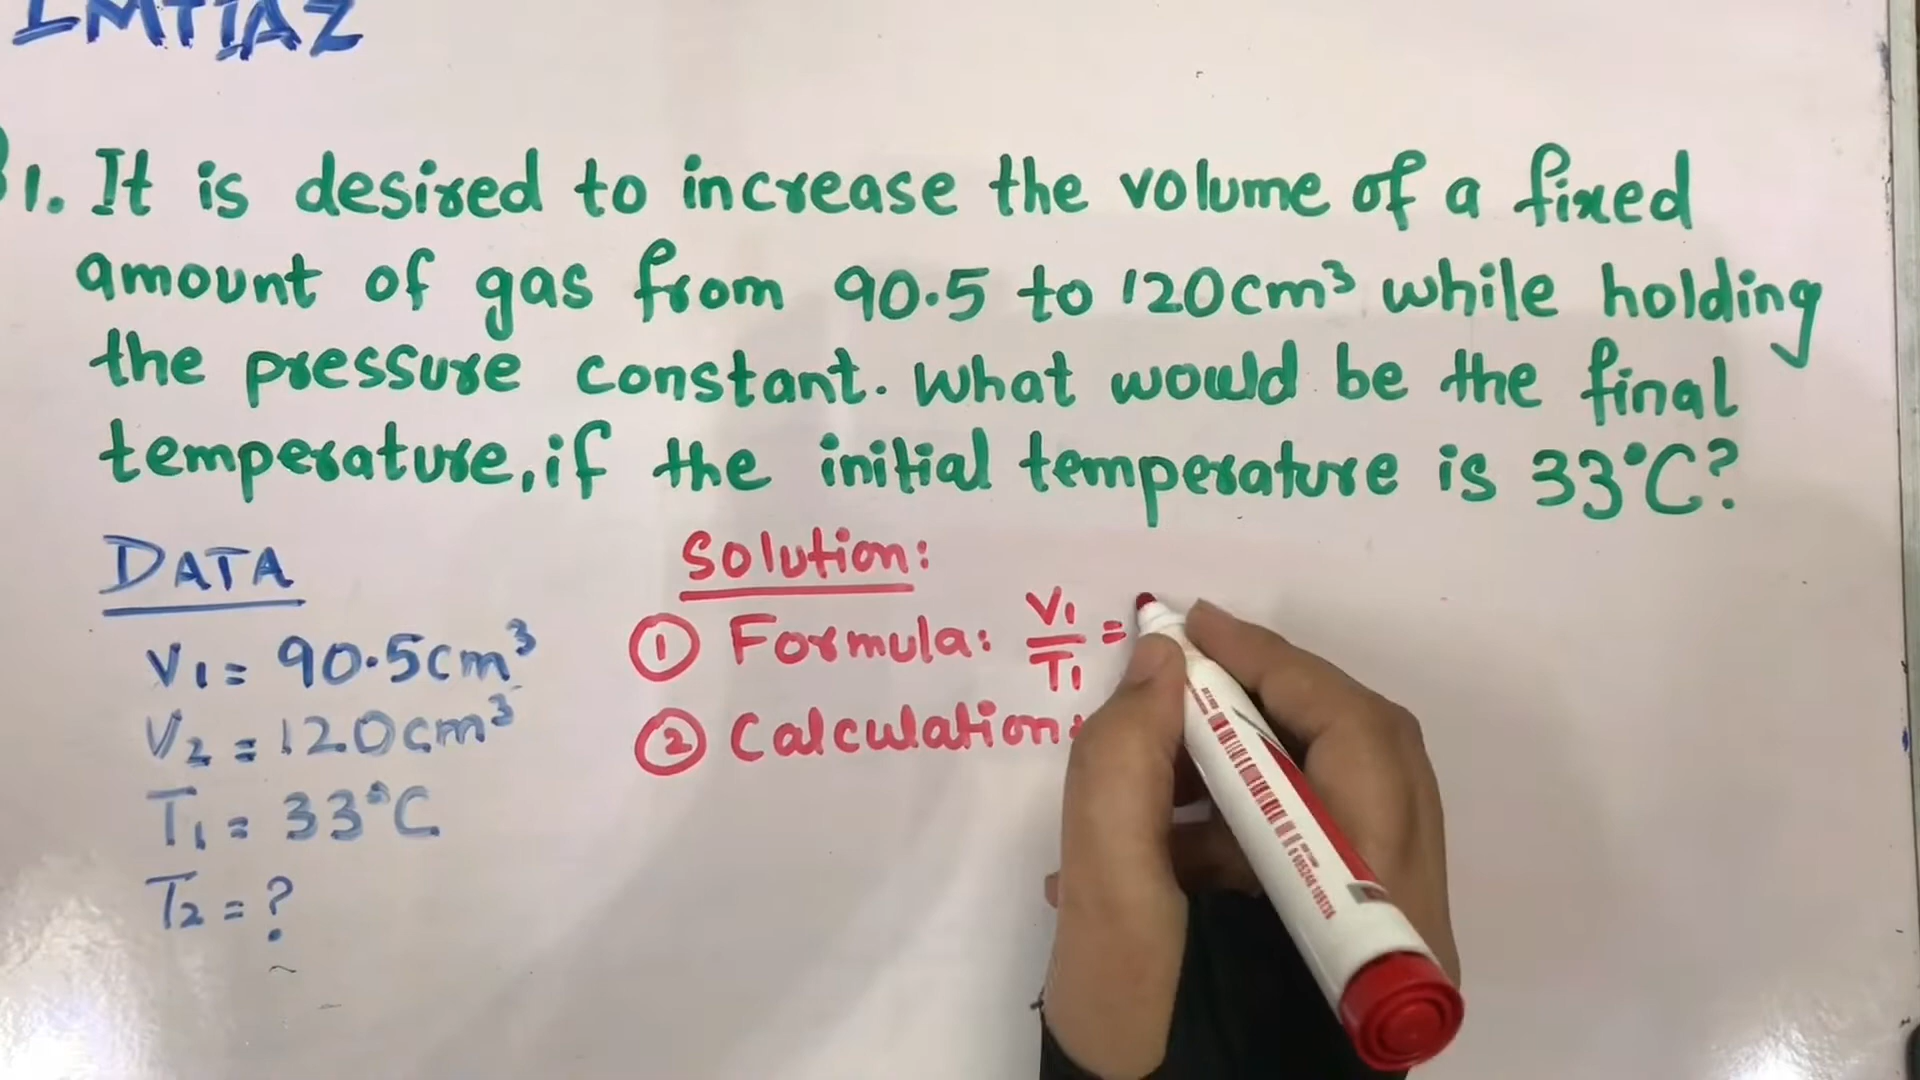 IMTIAZ
1. It is desired to increase the volume of a fixed
amount of gas from 90.5 to 120cm³ while holding
the pressure constant. What would be the final
temperature, if the initial temperature is 33°C?
DATA
V₁ = 90.5cm³
V₂ = 120cm³
T₁ = 33°C
T₂ = ?
Solution:
① Formula: V₁/T₁ =
② Calculation: